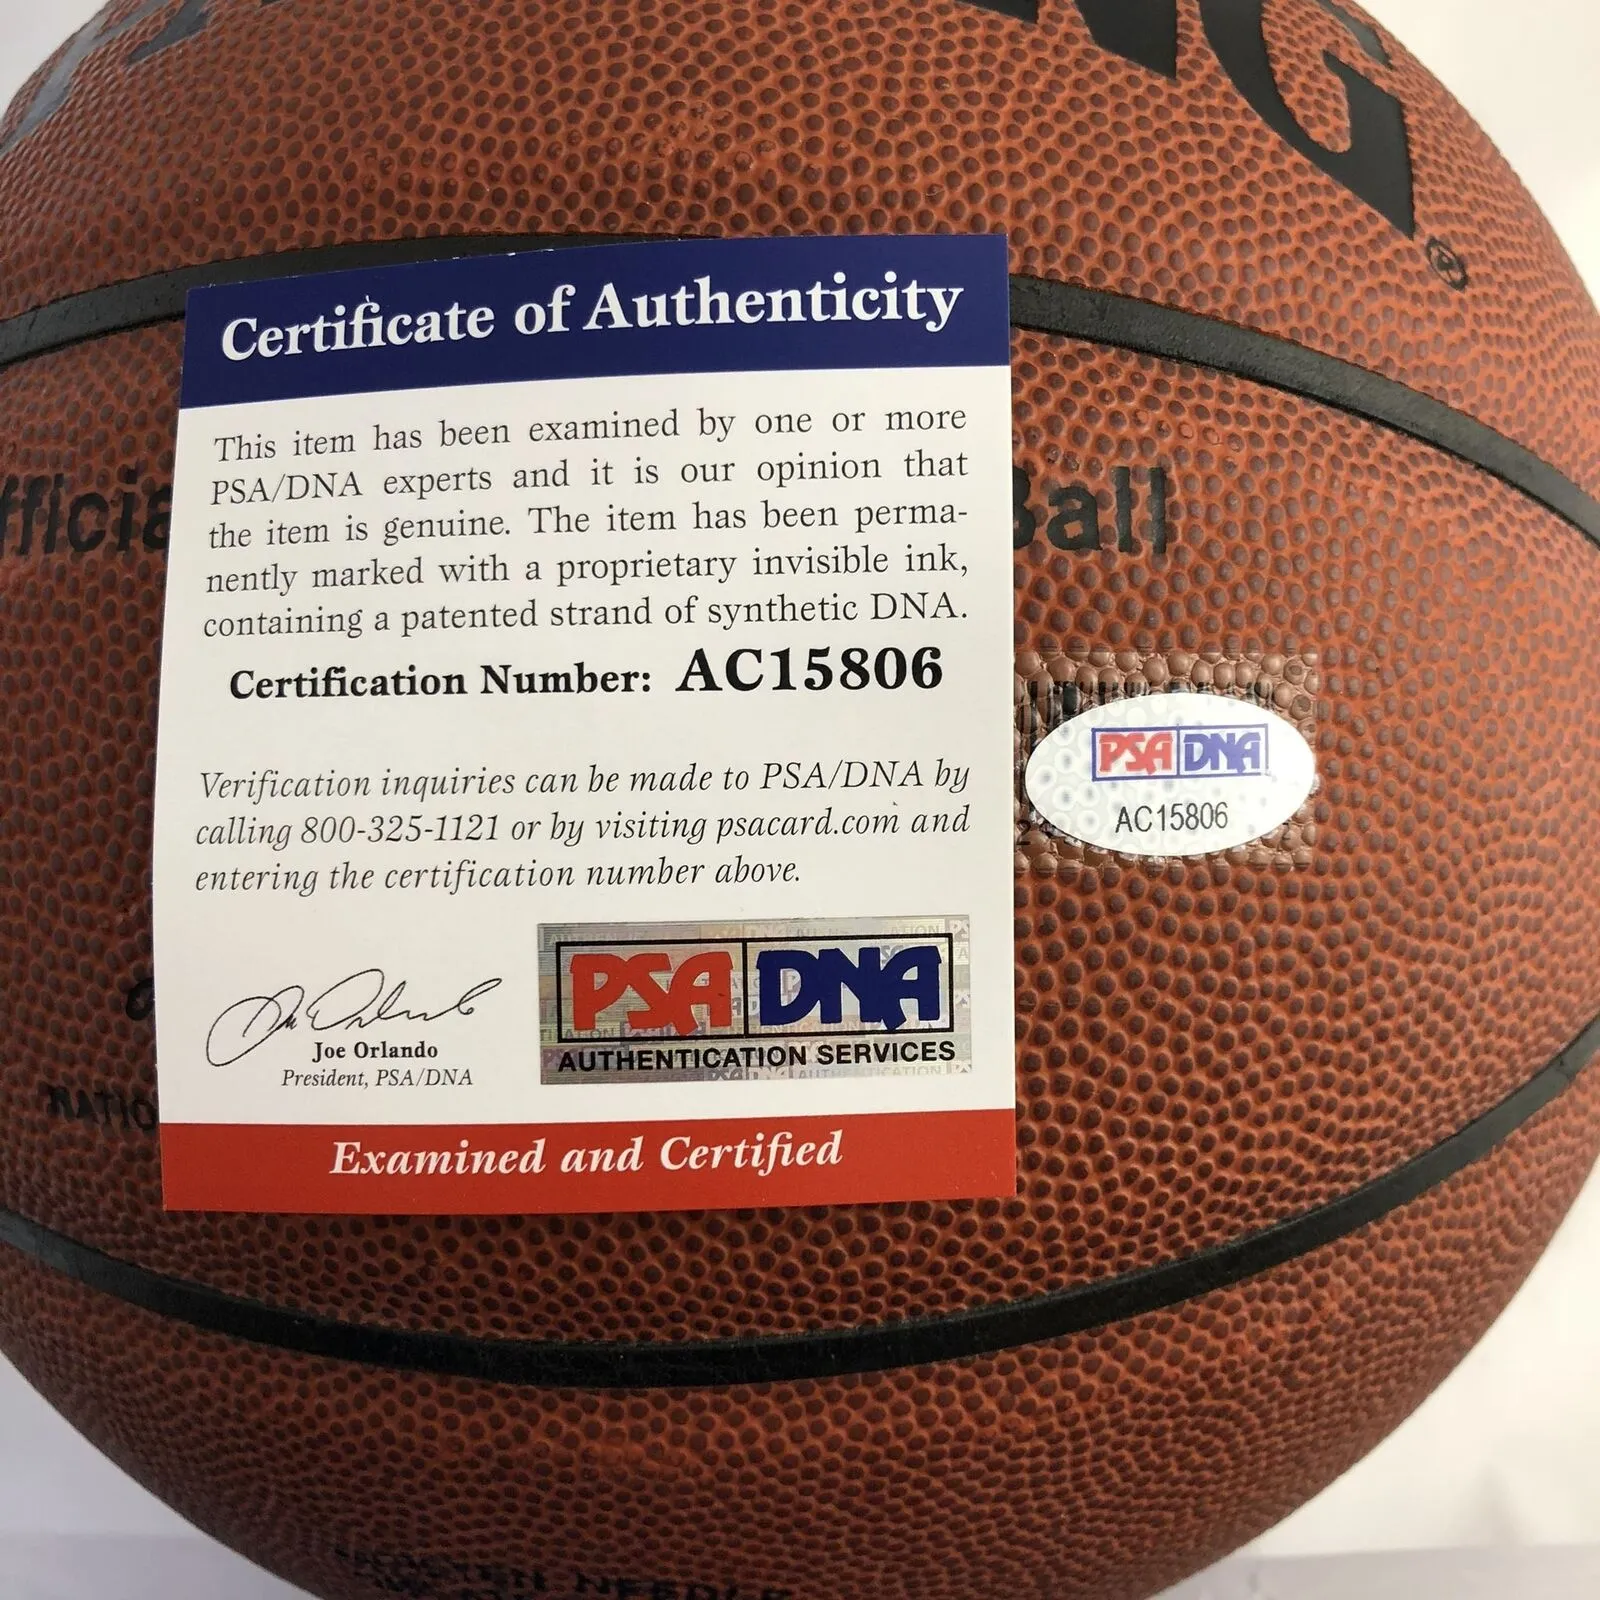 Certificate of Authenticity
This item has been examined by one or more
PSA/DNA experts and it is our opinion that
the item is genuine. The item has been perma-
nently marked with a proprietary invisible ink,
containing a patented strand of synthetic DNA.
Certification Number: AC15806
Verification inquiries can be made to PSA/DNA by
calling 800-325-1121 or by visiting psacard.com and
entering the certification number above.
Joe Orlando
President, PSA/DNA
PSA DNA
AUTHENTICATION SERVICES
Examined and Certified
fficia
Ball
PSA DNA
AC15806
NATIO
NG®
NEEDLE